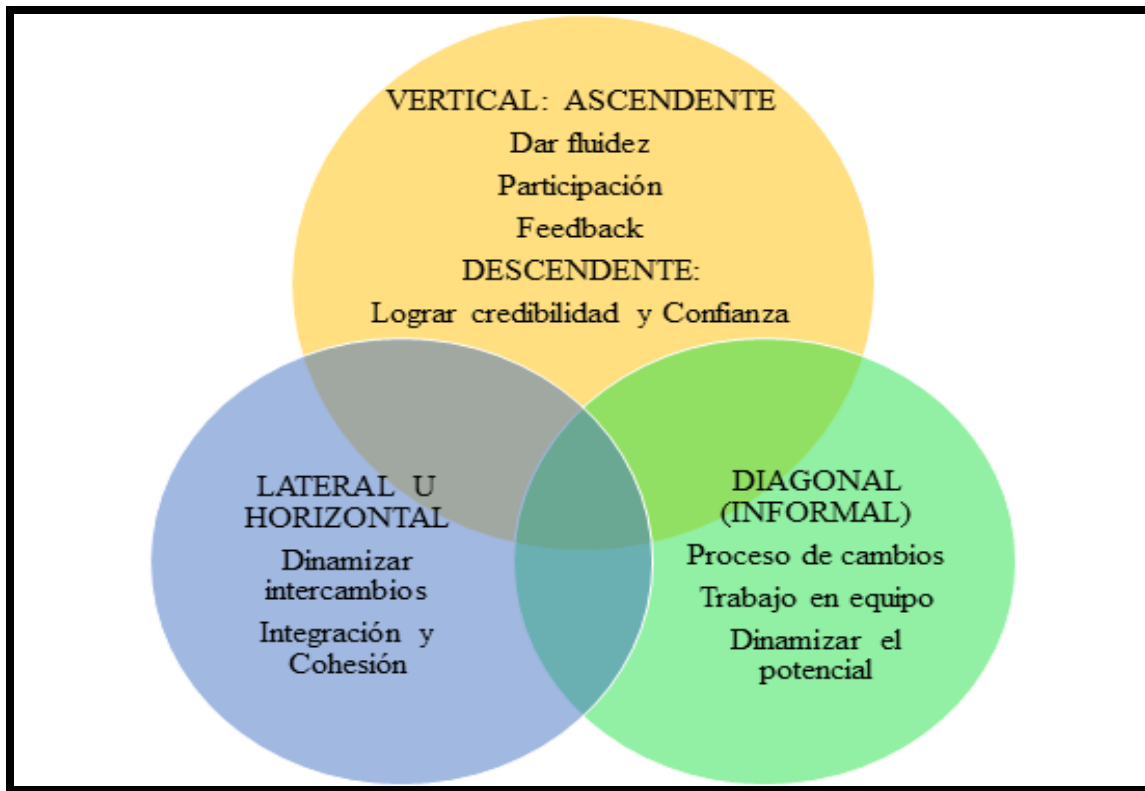 VERTICAL: ASCENDENTE
Dar fluidez
Participación
Feedback
DESCENDENTE:
Lograr credibilidad y Confianza
LATERAL U
HORIZONTAL
Dinamizar
intercambios
Integración y
Cohesión
DIAGONAL
(INFORMAL)
Proceso de cambios
Trabajo en equipo
Dinamizar el
potencial